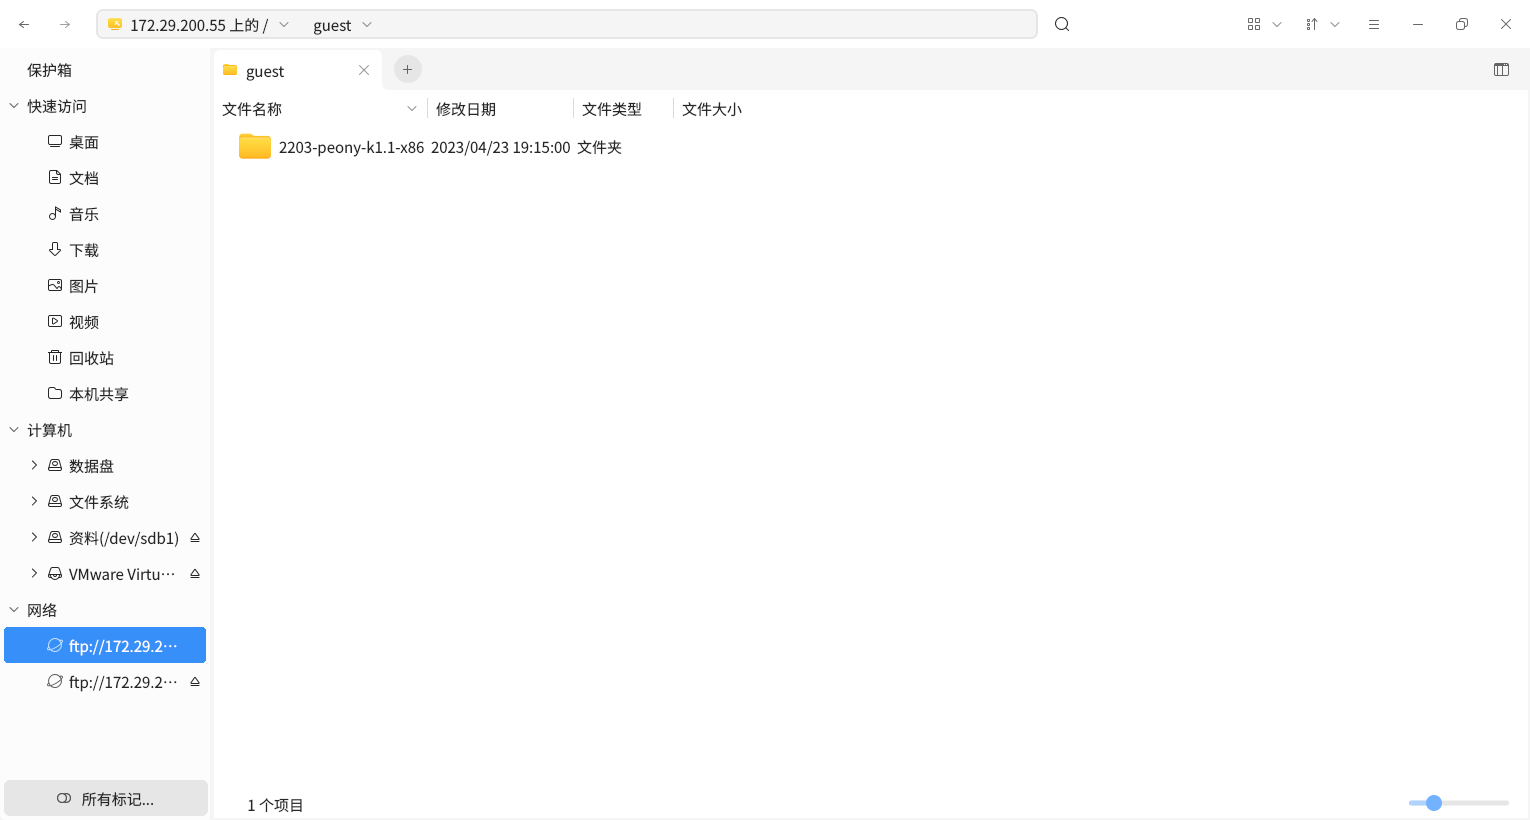 172.29.200.55 上的 /
guest
保护箱
guest
快速访问
文件名称
修改日期
文件类型
文件大小
桌面
2203-peony-k1.1-x86 2023/04/23 19:15:00 文件夹
文档
音乐
下载
图片
视频
回收站
本机共享
计算机
数据盘
文件系统
资料(/dev/sdb1)
VMware Virtu…
网络
ftp://172.29.2…
ftp://172.29.2…
所有标记...
1 个项目